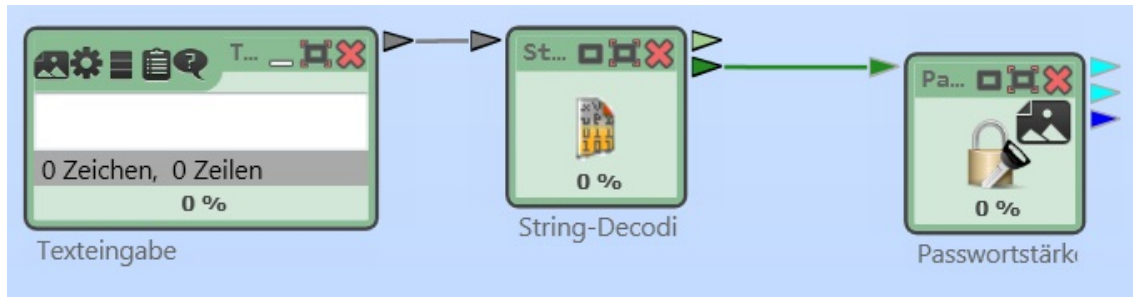 T...
St...
Pa...
0 Zeichen, 0 Zeilen
0 %
0 %
0 %
Texteingabe
String-Decodi
Passwortstärk